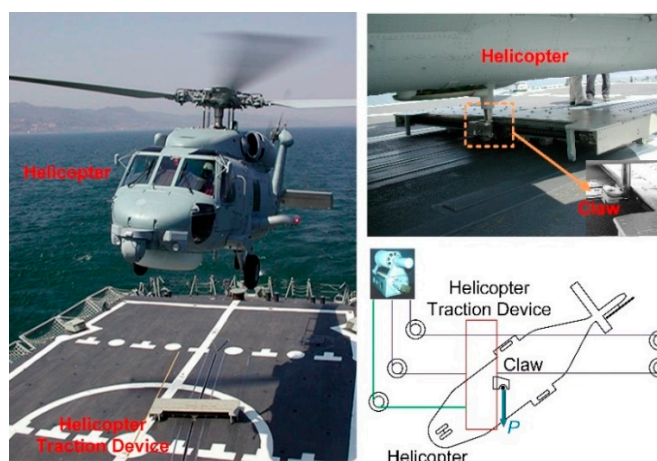 Helicopter
Helicopter
Traction Device
Helicopter
Claw
Helicopter
Traction Device
Claw
P
Helicopter